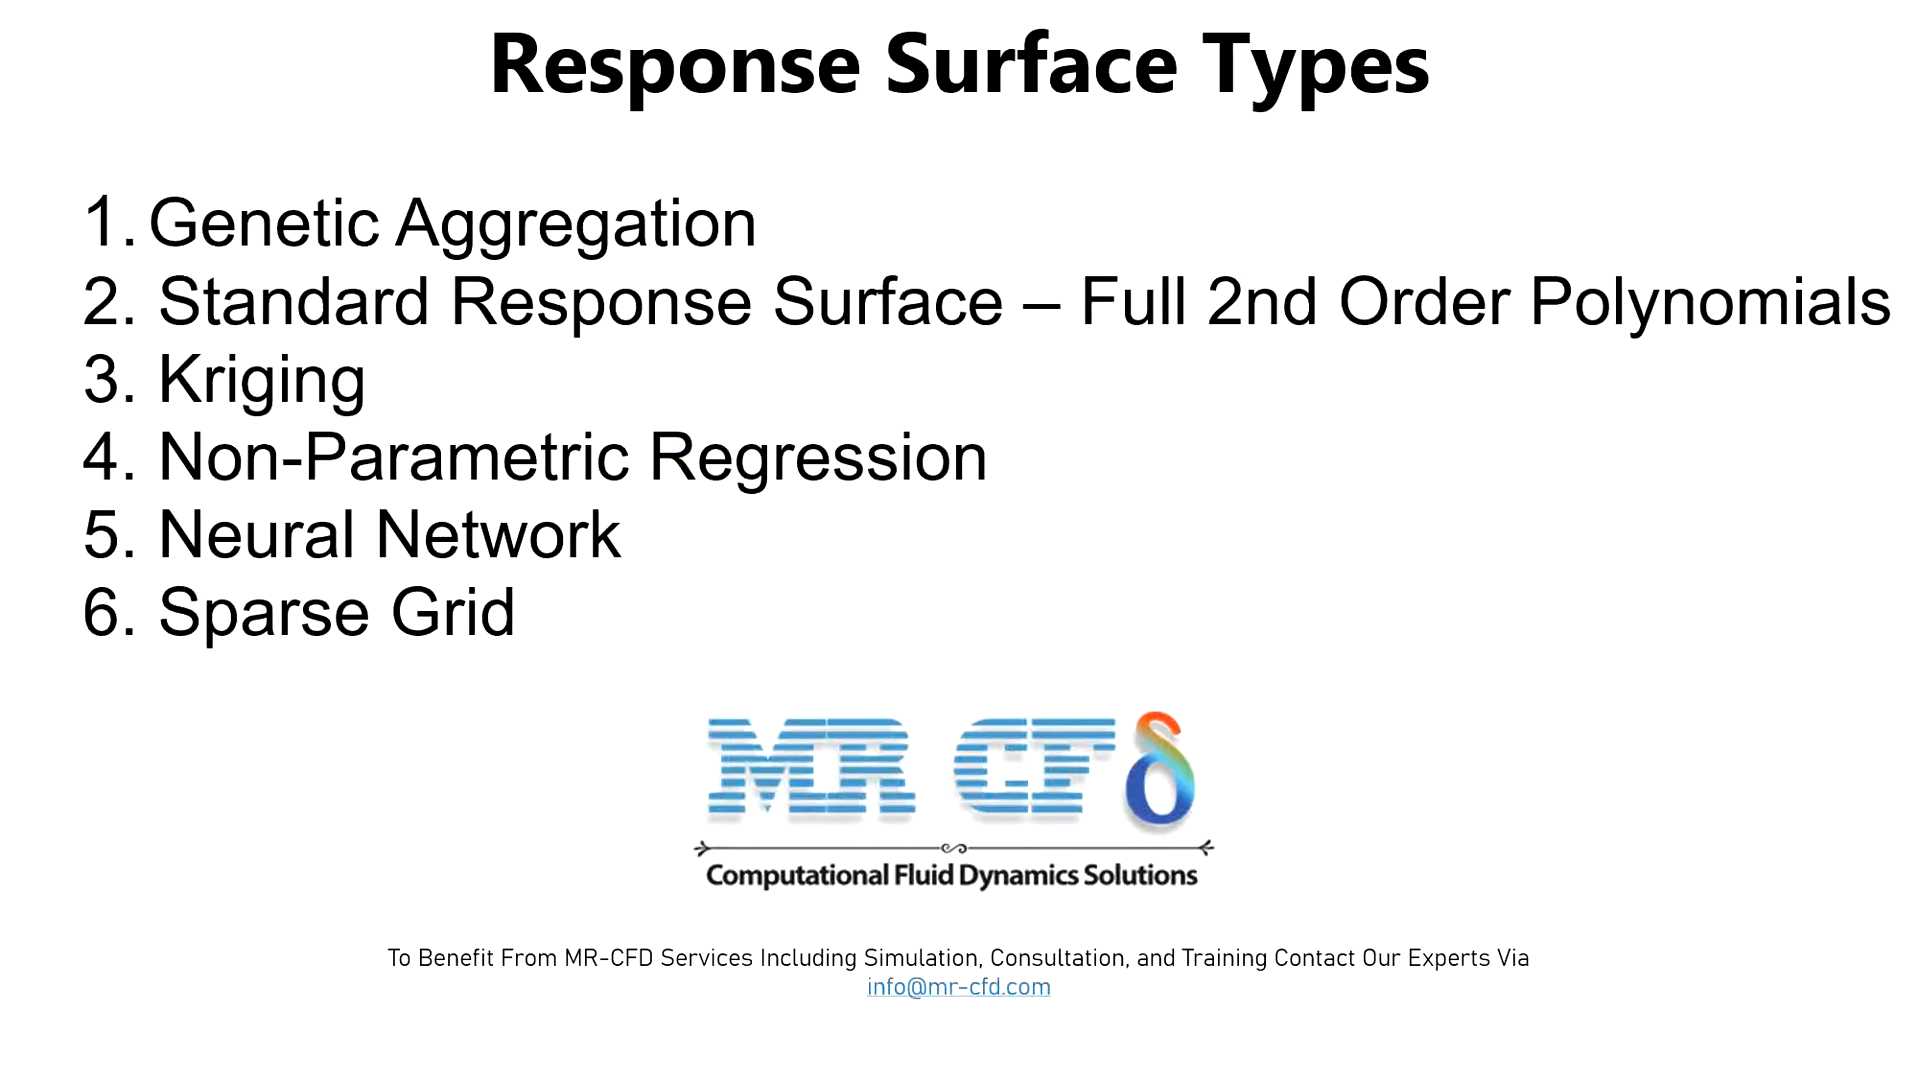 Response Surface Types
1. Genetic Aggregation
2. Standard Response Surface – Full 2nd Order Polynomials
3. Kriging
4. Non-Parametric Regression
5. Neural Network
6. Sparse Grid
MR CFδ
Computational Fluid Dynamics Solutions
To Benefit From MR-CFD Services Including Simulation, Consultation, and Training Contact Our Experts Via
info@mr-cfd.com